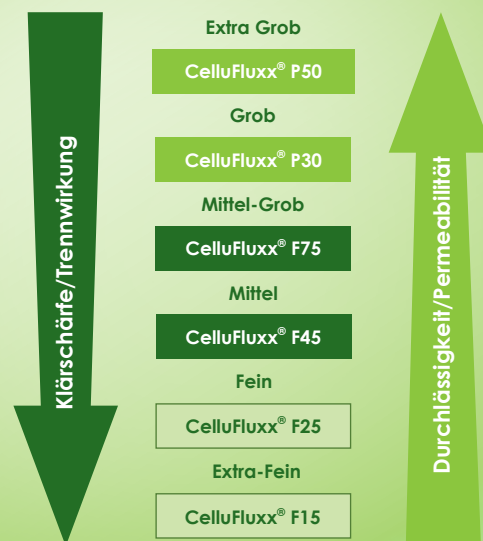 Extra Grob
CelluFluxx® P50
Grob
CelluFluxx® P30
Mittel-Grob
CelluFluxx® F75
Mittel
CelluFluxx® F45
Fein
CelluFluxx® F25
Extra-Fein
CelluFluxx® F15
Klärschärfe/Trennwirkung
Durchlässigkeit/Permeabilität